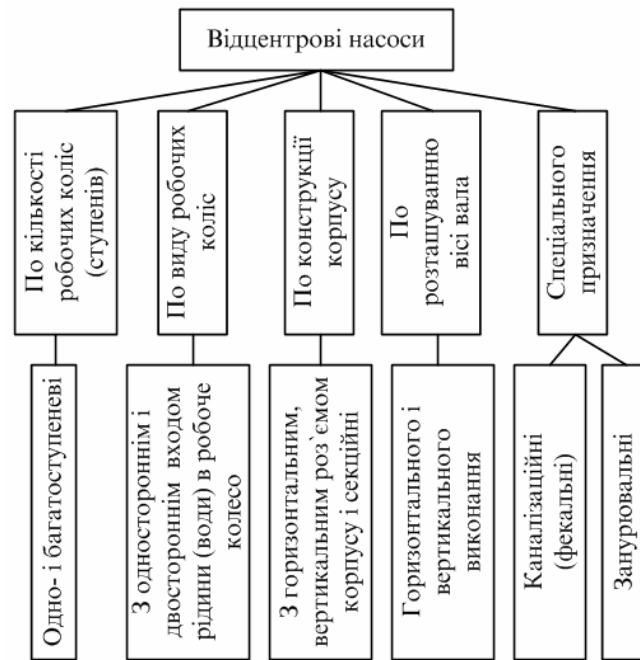 Відцентрові насоси
По кількості
робочих коліс
(ступенів)
По виду робочих
коліс
По конструкції
корпусу
По
розташуванню
вісі вала
Спеціального
призначення
Одно- і багатоступеневі
З одностороннім і
двостороннім входом
рідини (води) в робоче
колесо
З горизонтальним,
вертикальним роз`ємом
корпусу і секційні
Горизонтального і
вертикального
виконання
Каналізаційні
(фекальні)
Занурювальні